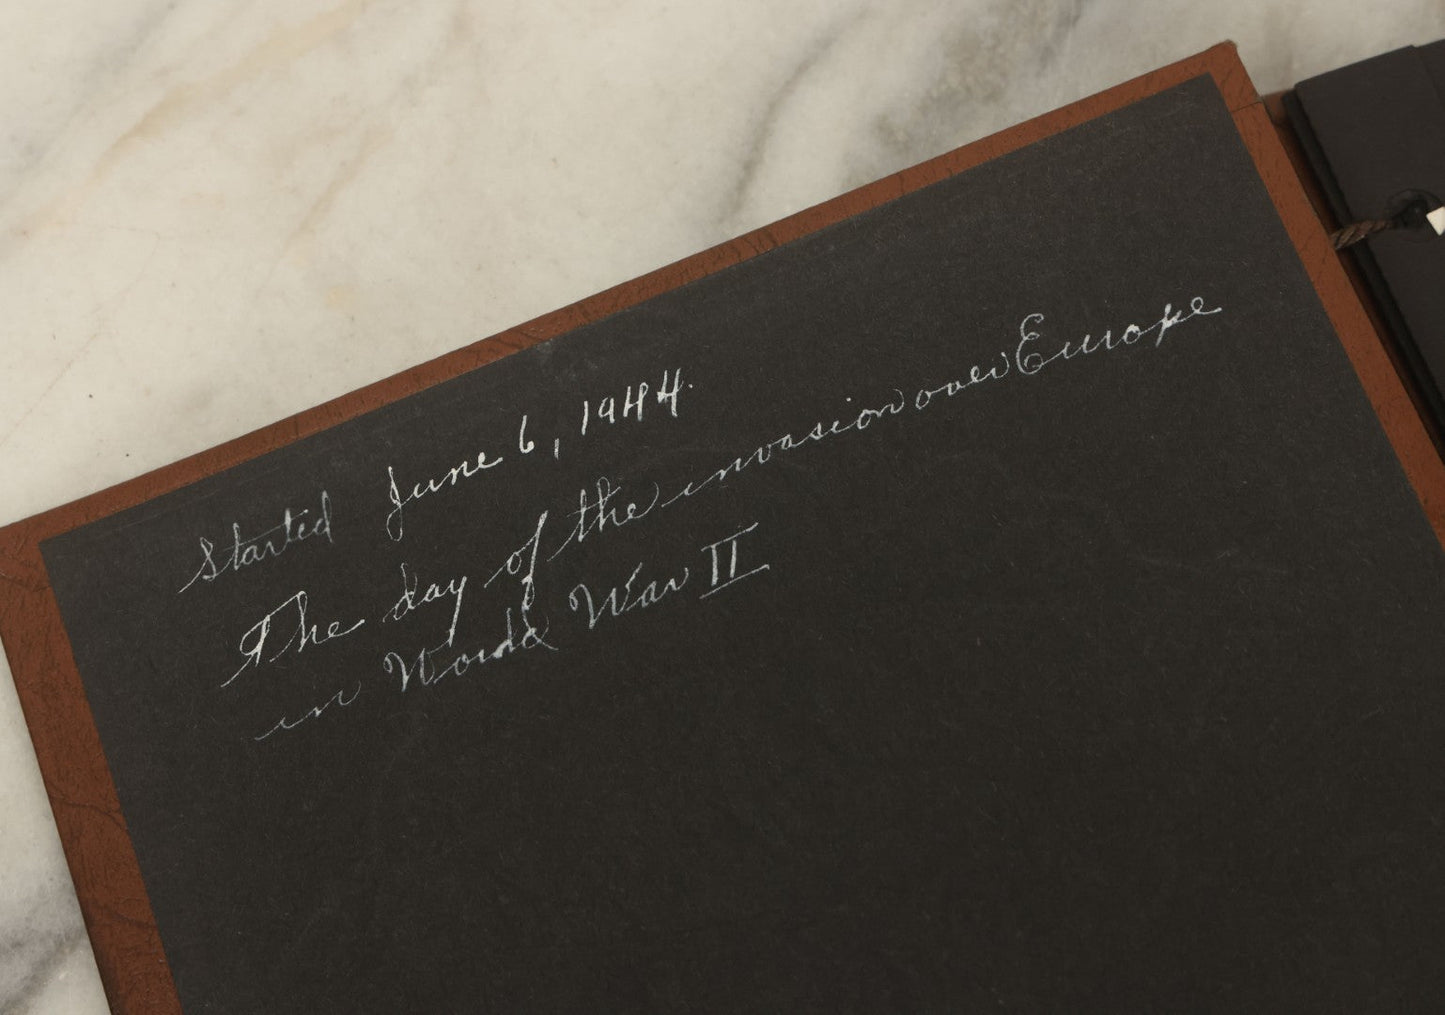 Started June 6, 1944.
The day of the invasion over Europe
in World War II